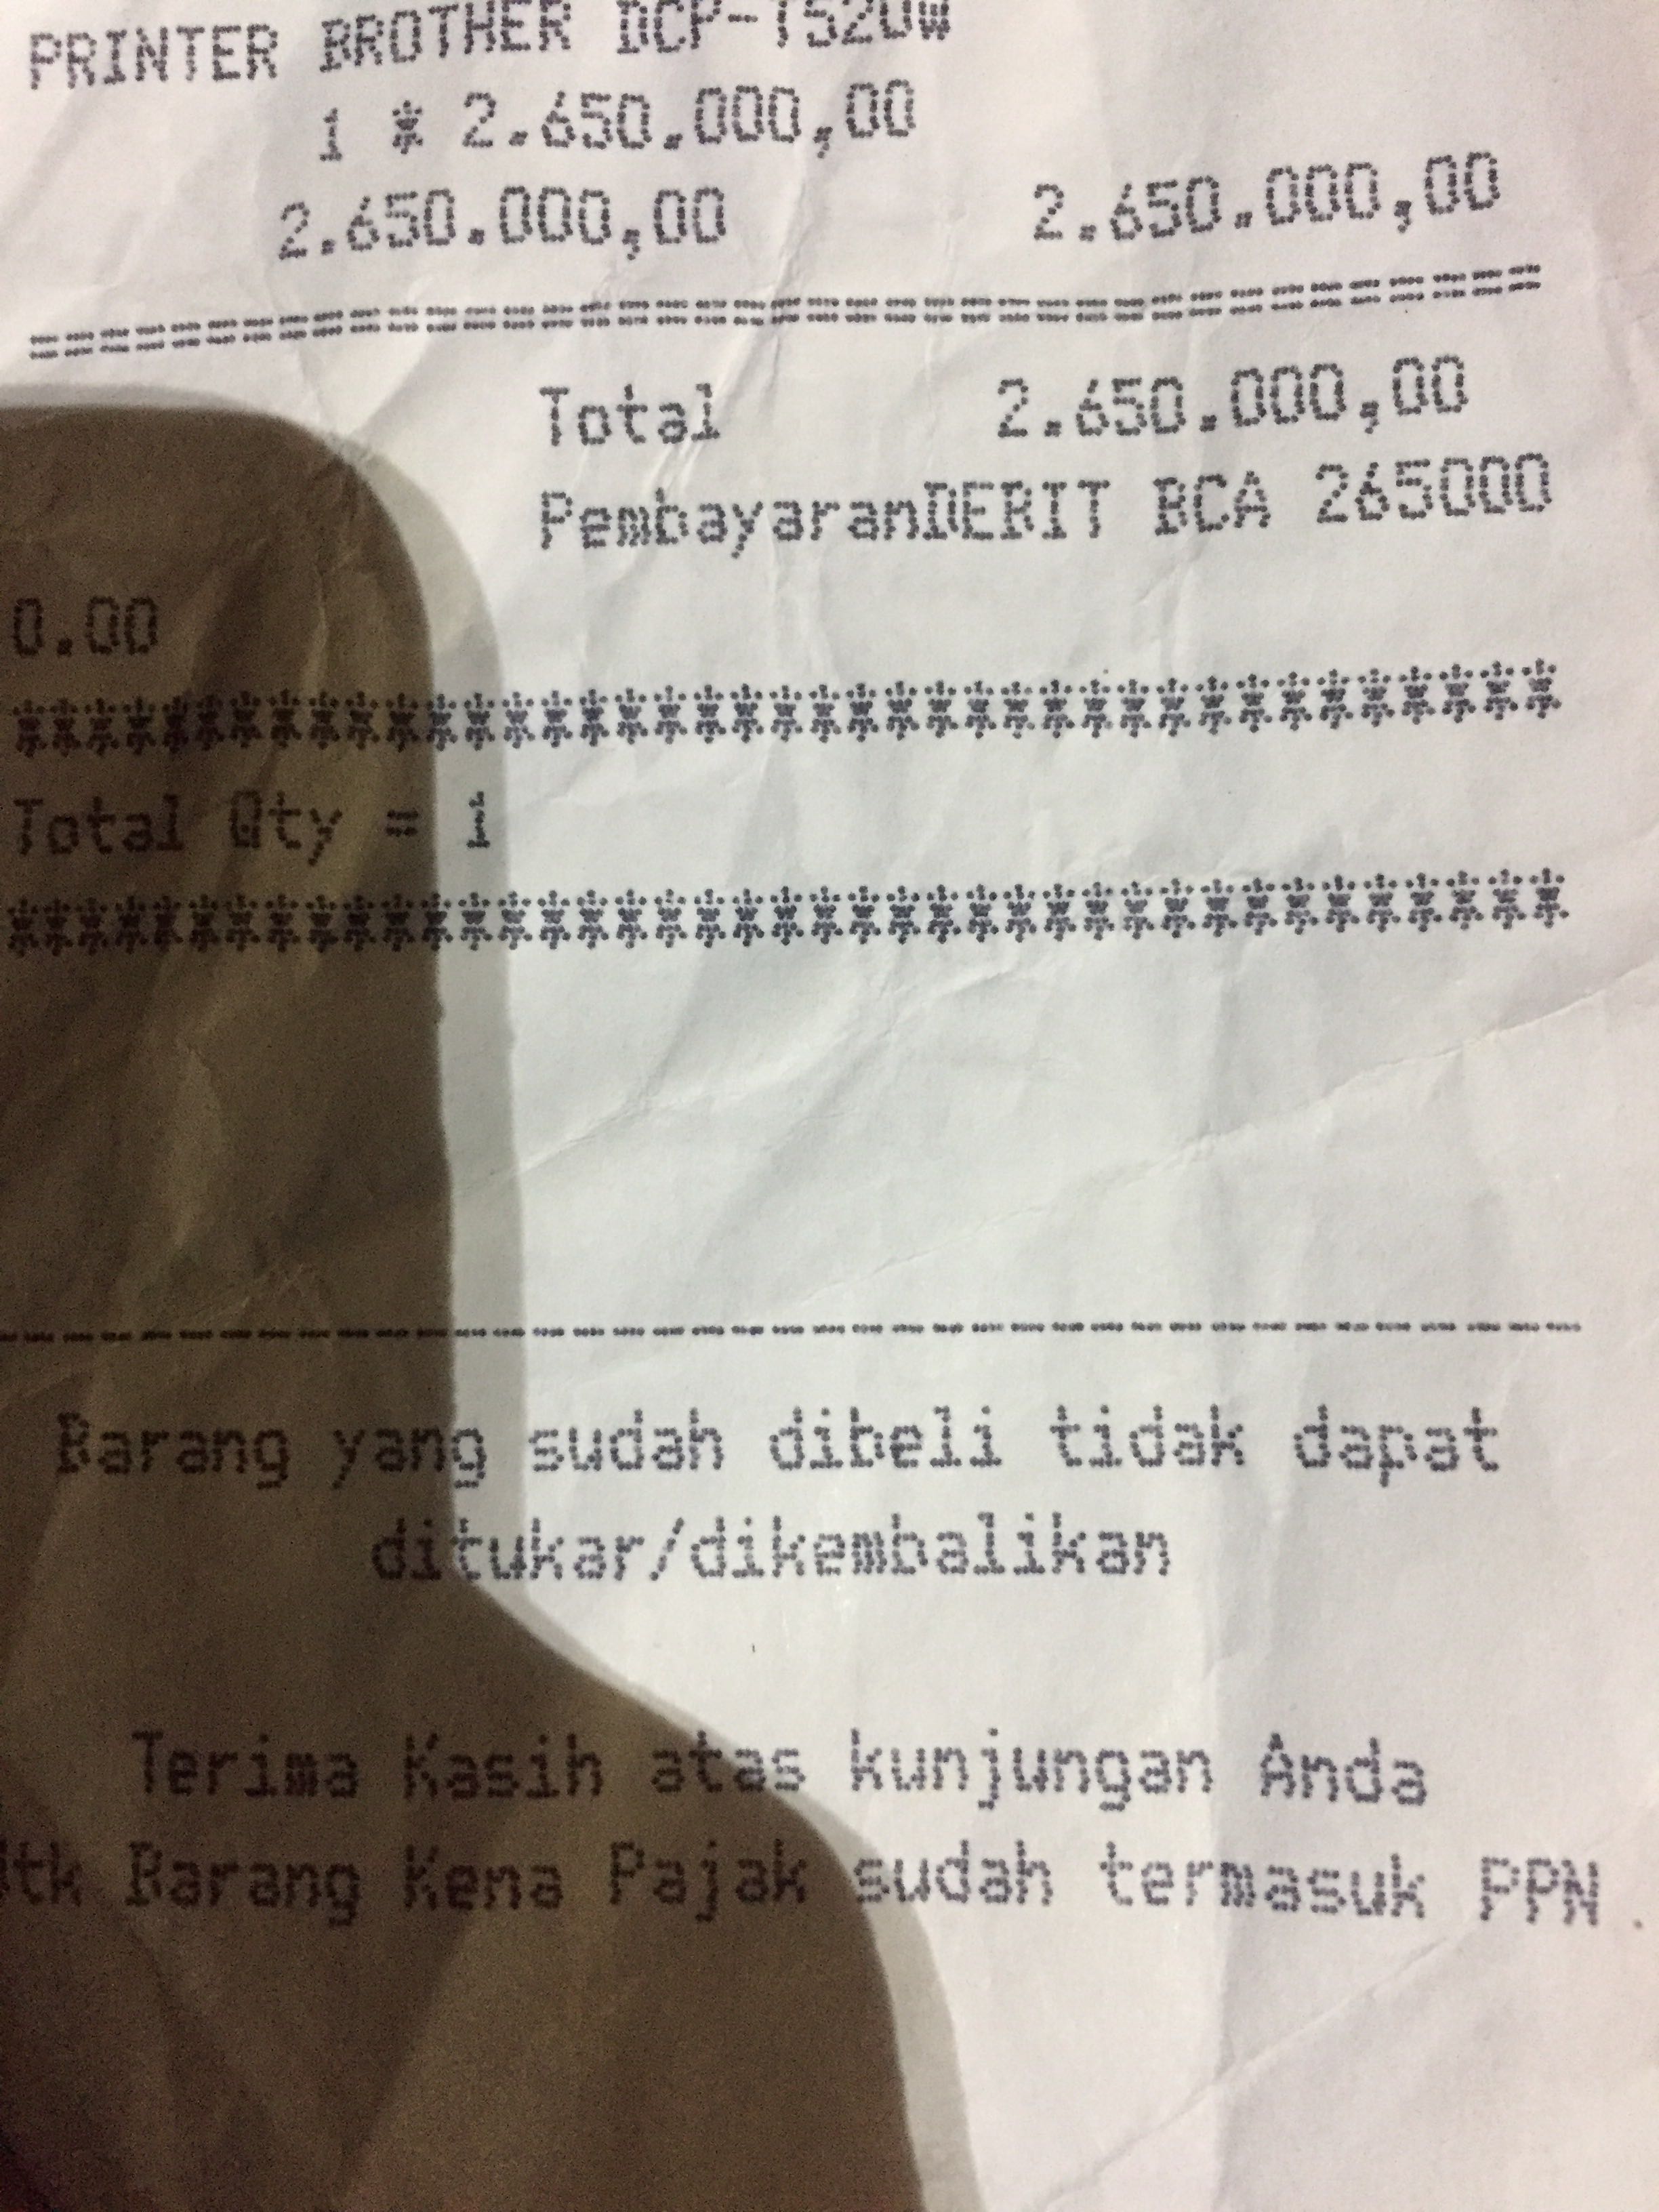 PRINTER BROTHER DCP-T520W
1 * 2.650.000,00
2.650.000,00 2.650.000,00
================================
Total 2.650.000,00
PembayaranDEBIT BCA 265000
0.00
****************************************
Total Qty = 1
****************************************
----------------------------------------
Barang yang sudah dibeli tidak dapat
ditukar/dikembalikan
Terima Kasih atas kunjungan Anda
Utk Barang Kena Pajak sudah termasuk PPN.